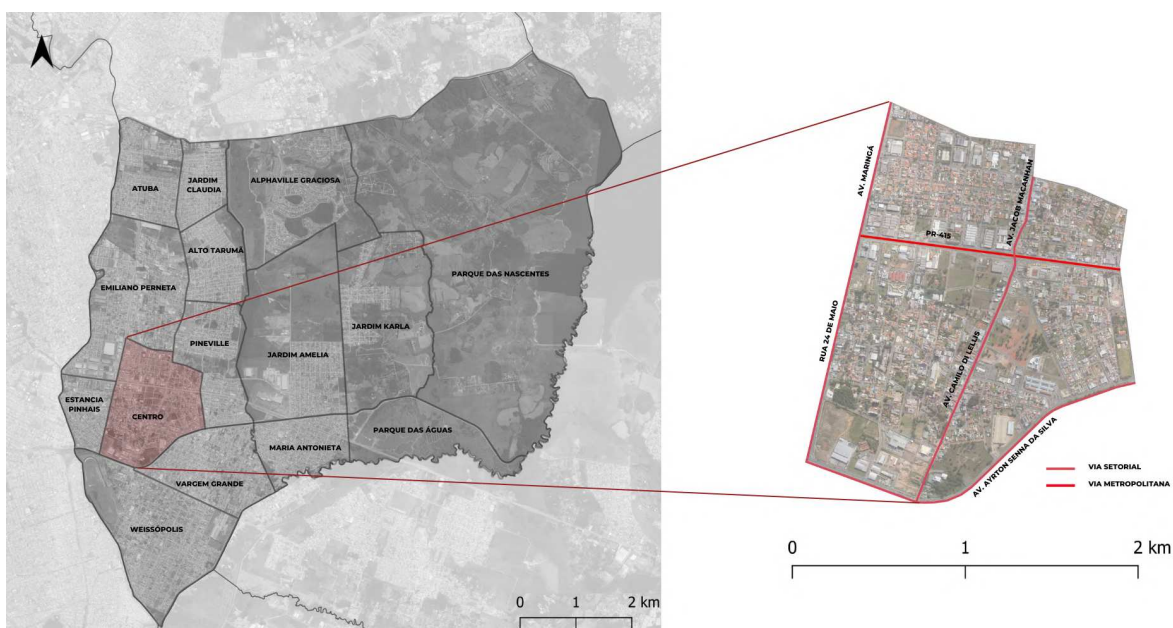 ATUBA
JARDIM
CLAUDIA
ALPHAVILLE GRACIOSA
ALTO TARUMÃ
EMILIANO PERNETA
PARQUE DAS NASCENTES
PINEVILLE
JARDIM KARLA
JARDIM AMELIA
ESTANCIA
PINHAIS
CENTRO
PARQUE DAS ÁGUAS
MARIA ANTONIETA
VARGEM GRANDE
WEISSÓPOLIS
0 1 2 km
AV. MARINGÁ
AV. JACOB MACANHAN
PR-415
RUA 24 DE MAIO
AV. CAMILO DI LELLIS
AV. AYRTON SENNA DA SILVA
VIA SETORIAL
VIA METROPOLITANA
0 1 2 km